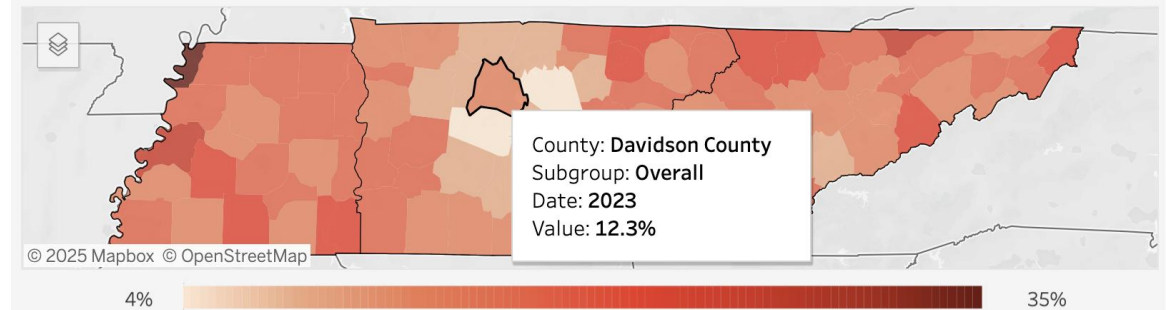 County: Davidson County
Subgroup: Overall
Date: 2023
Value: 12.3%
© 2025 Mapbox © OpenStreetMap
4%
35%